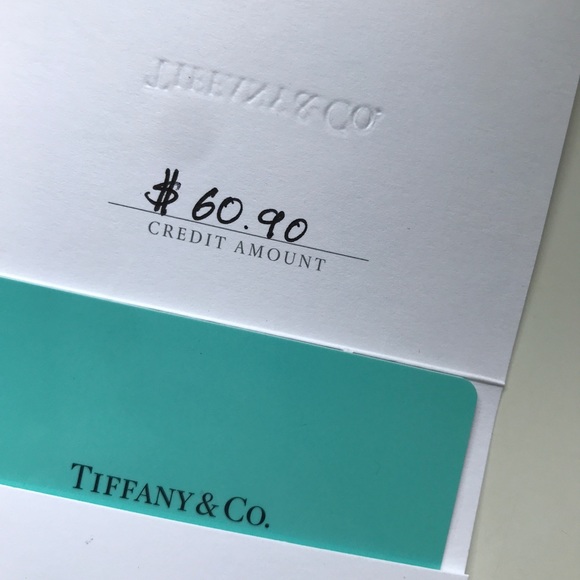 TIFFANY & CO.
$ 60.90
CREDIT AMOUNT
TIFFANY & CO.